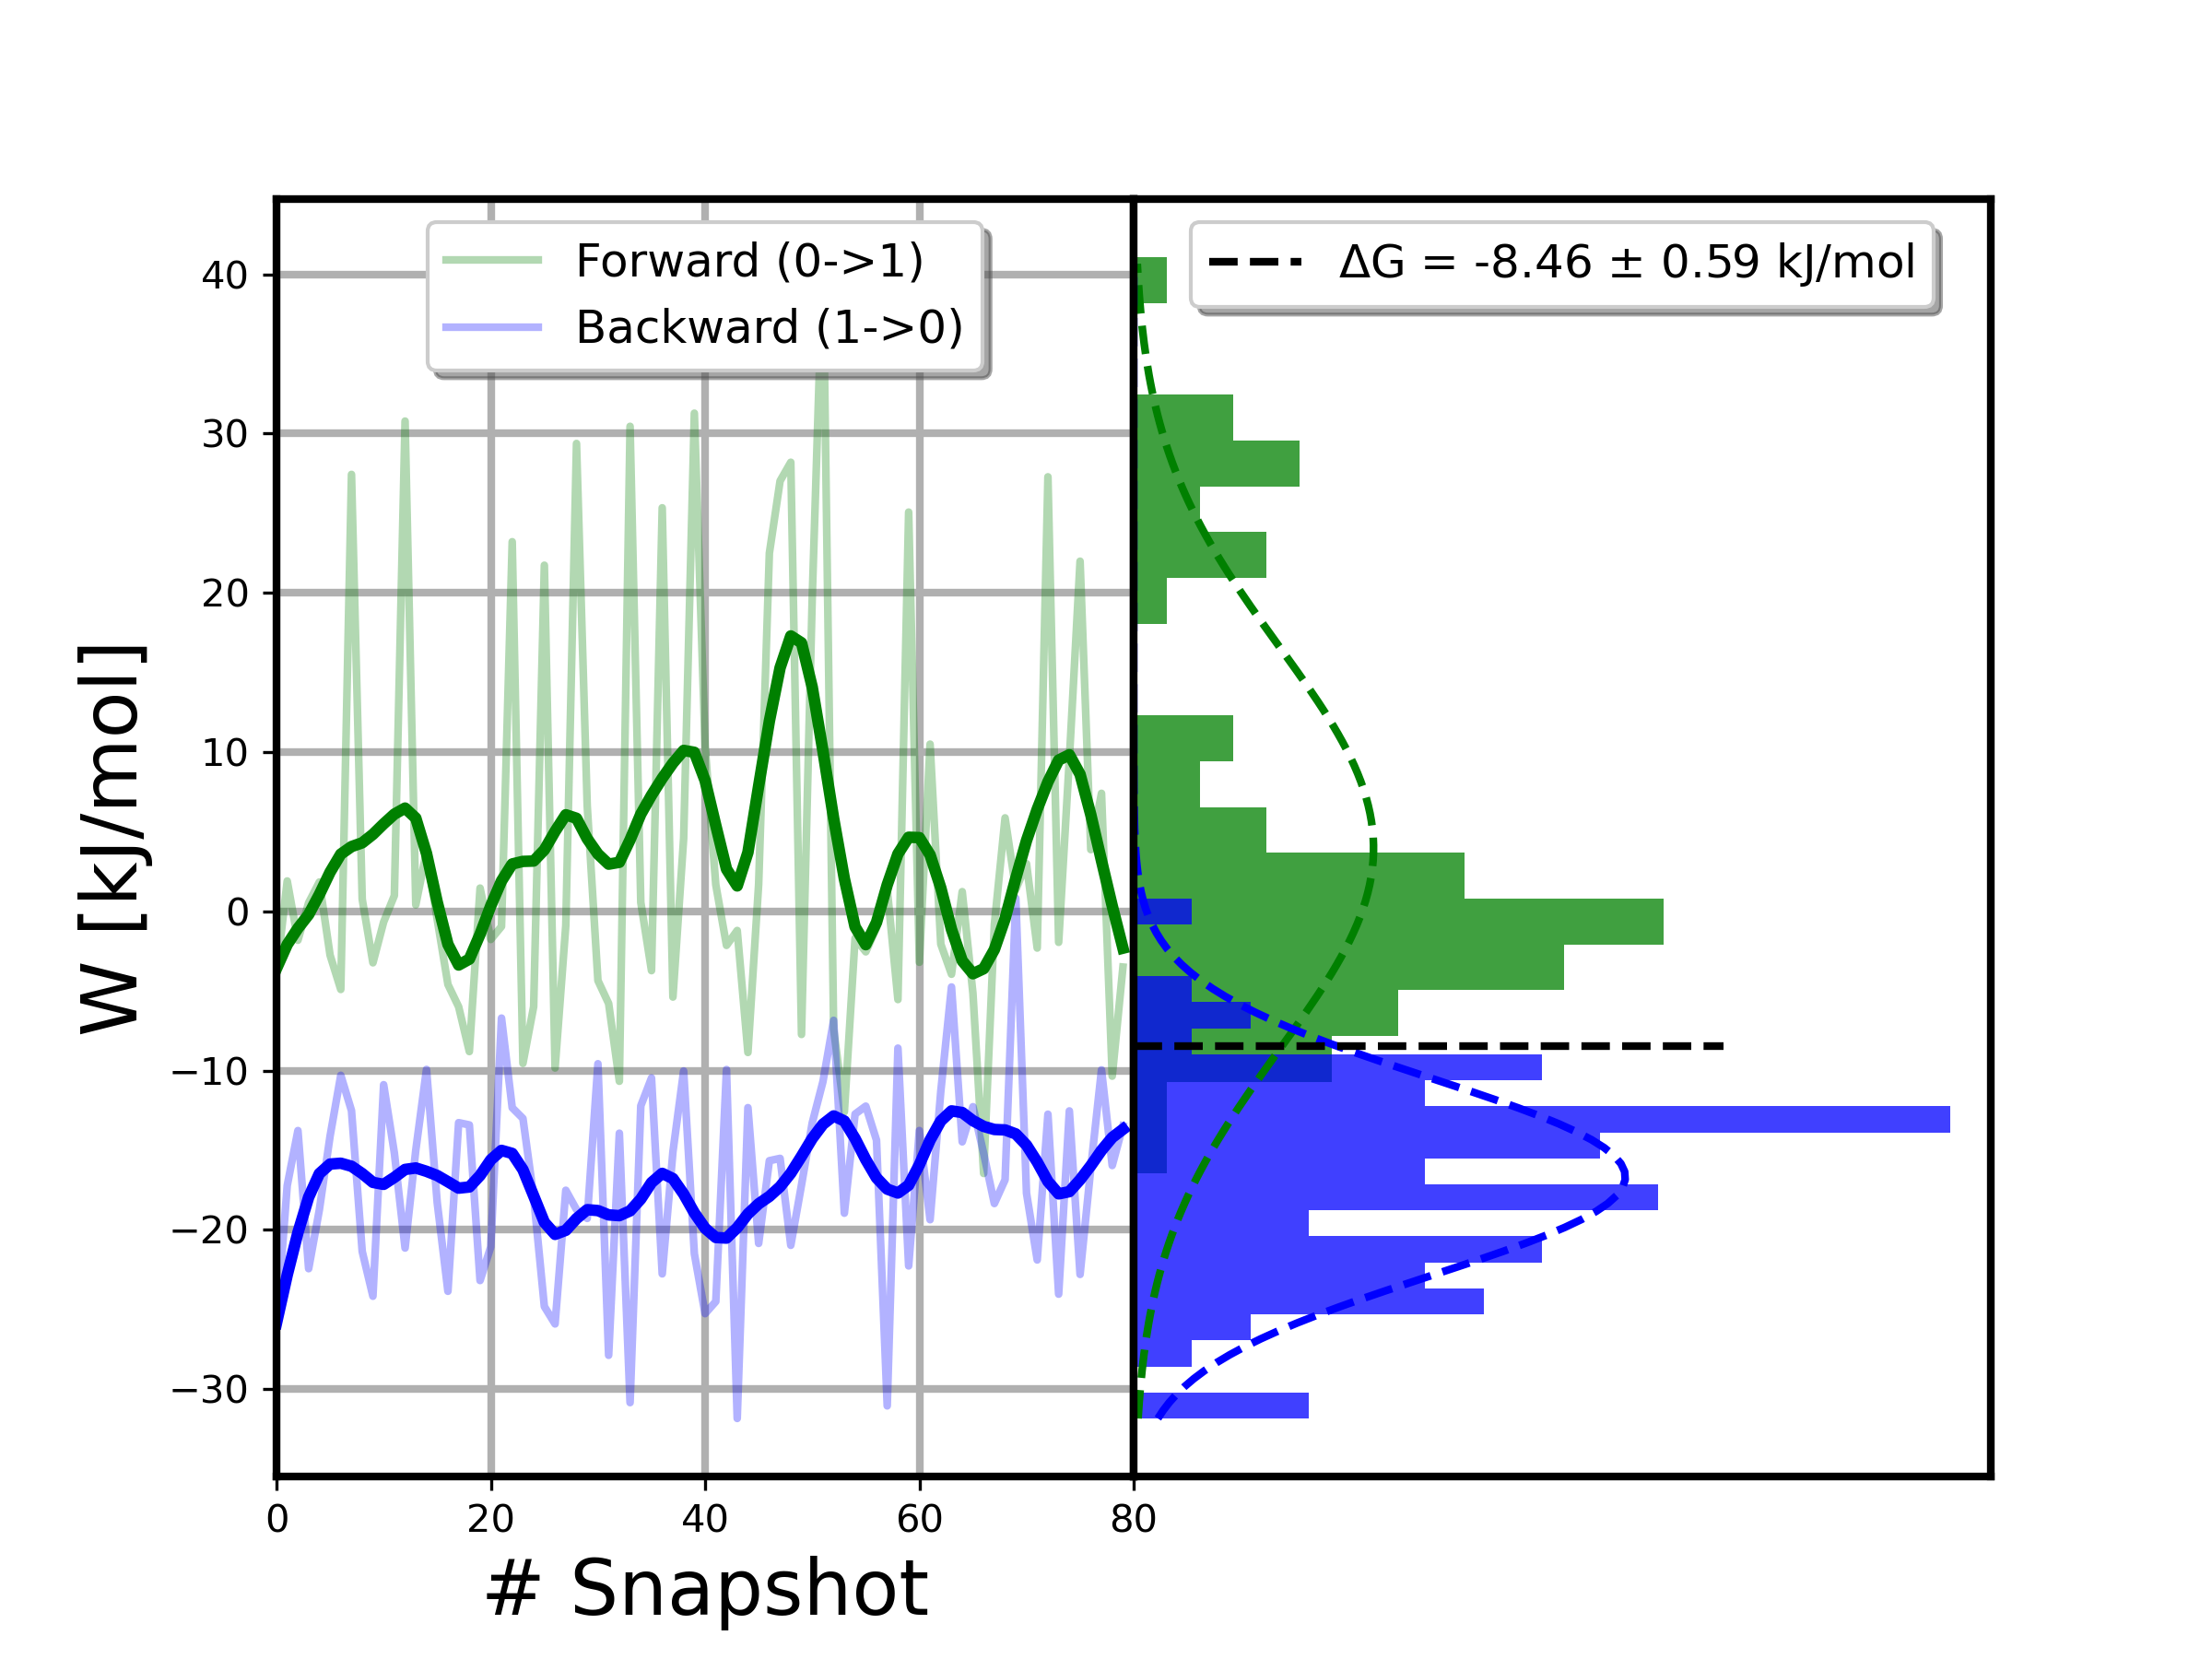 Forward (0->1)
Backward (1->0)
ΔG = -8.46 ± 0.59 kJ/mol
W [kJ/mol]
40
30
20
10
0
−10
−20
−30
0 20 40 60 80
# Snapshot